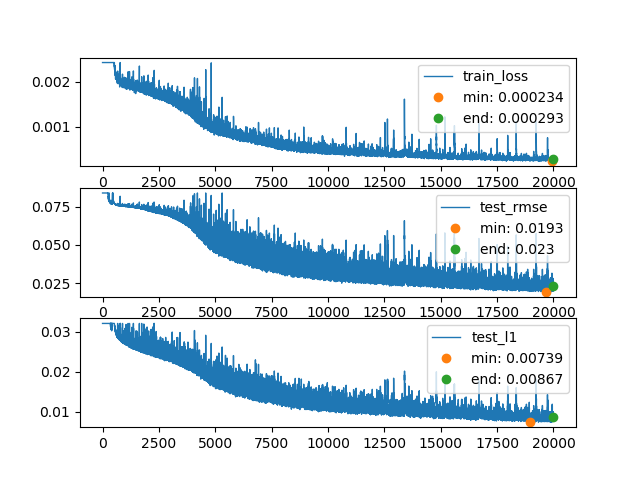 train_loss
min: 0.000234
end: 0.000293
0.002
0.001
0 2500 5000 7500 10000 12500 15000 17500 20000
test_rmse
min: 0.0193
end: 0.023
0.075
0.050
0.025
0 2500 5000 7500 10000 12500 15000 17500 20000
test_l1
min: 0.00739
end: 0.00867
0.03
0.02
0.01
0 2500 5000 7500 10000 12500 15000 17500 20000